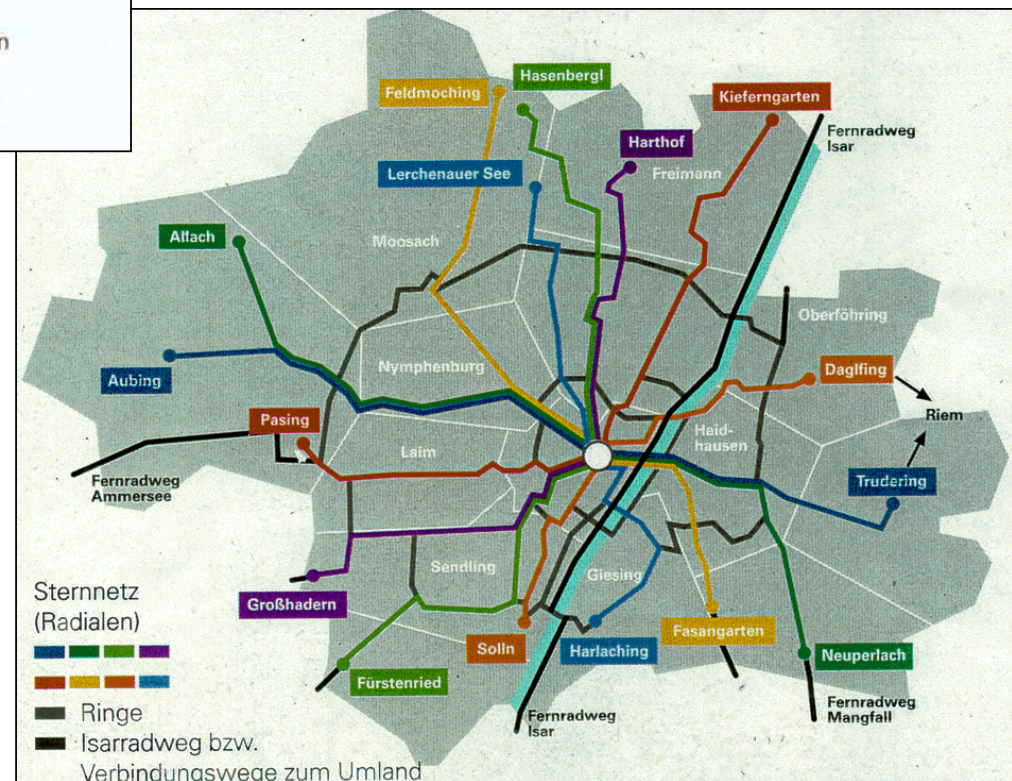 n
Feldmoching
Hasenbergl
Kieferngarten
Fernradweg
Isar
Harthof
Lerchenauer See
Freimann
Allach
Moosach
Oberföhring
Nymphenburg
Daglfing
Aubing
Riem
Pasing
Laim
Haid-
hausen
Fernradweg
Ammersee
Trudering
Sendling
Giesing
Sternnetz
(Radialen)
Großhadern
Fasangarten
Solln
Harlaching
Neuperlach
Fürstenried
Ringe
Fernradweg
Isar
Fernradweg
Mangfall
Isarradweg bzw.
Verbindungswege zum Umland